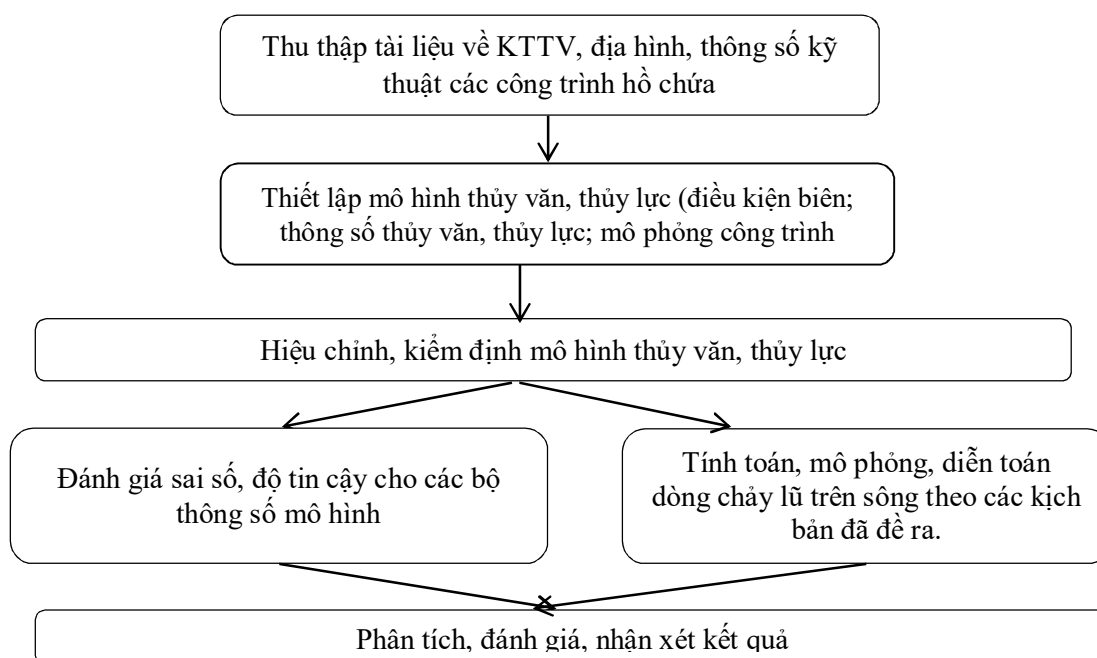 Thu thập tài liệu về KTTV, địa hình, thông số kỹ
thuật các công trình hồ chứa
Thiết lập mô hình thủy văn, thủy lực (điều kiện biên;
thông số thủy văn, thủy lực; mô phỏng công trình
Hiệu chỉnh, kiểm định mô hình thủy văn, thủy lực
Đánh giá sai số, độ tin cậy cho các bộ
thông số mô hình
Tính toán, mô phỏng, diễn toán
dòng chảy lũ trên sông theo các kịch
bản đã đề ra.
Phân tích, đánh giá, nhận xét kết quả